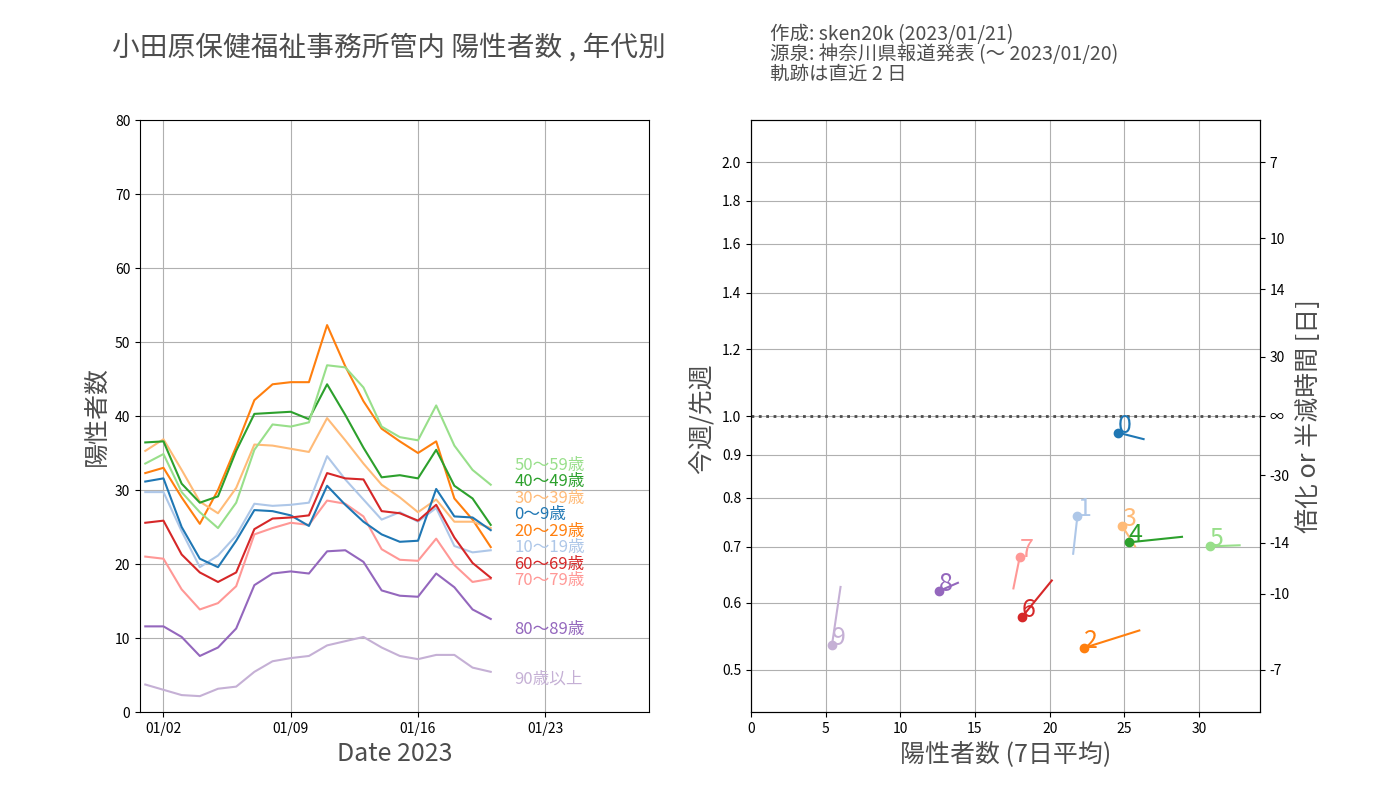 小田原保健福祉事務所管内 陽性者数 , 年代別
作成: sken20k (2023/01/21)
源泉: 神奈川県報道発表 (～ 2023/01/20)
軌跡は直近 2 日
陽性者数
80
70
60
50
40
30
20
10
0
50～59歳
40～49歳
30～39歳
0～9歳
20～29歳
10～19歳
60～69歳
70～79歳
80～89歳
90歳以上
01/02
01/09
01/16
01/23
Date 2023
今週/先週
2.0
1.8
1.6
1.4
1.2
1.0
0.9
0.8
0.7
0.6
0.5
0
1
3
4
5
7
8
6
9
2
7
10
14
30
∞
-30
-14
-10
-7
倍化 or 半減時間 [日]
0
5
10
15
20
25
30
陽性者数 (7日平均)